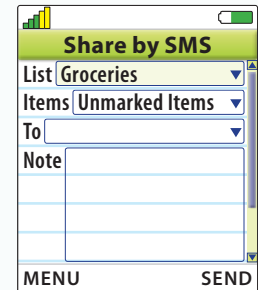 Share by SMS
List Groceries
Items Unmarked Items
To
Note
MENU SEND